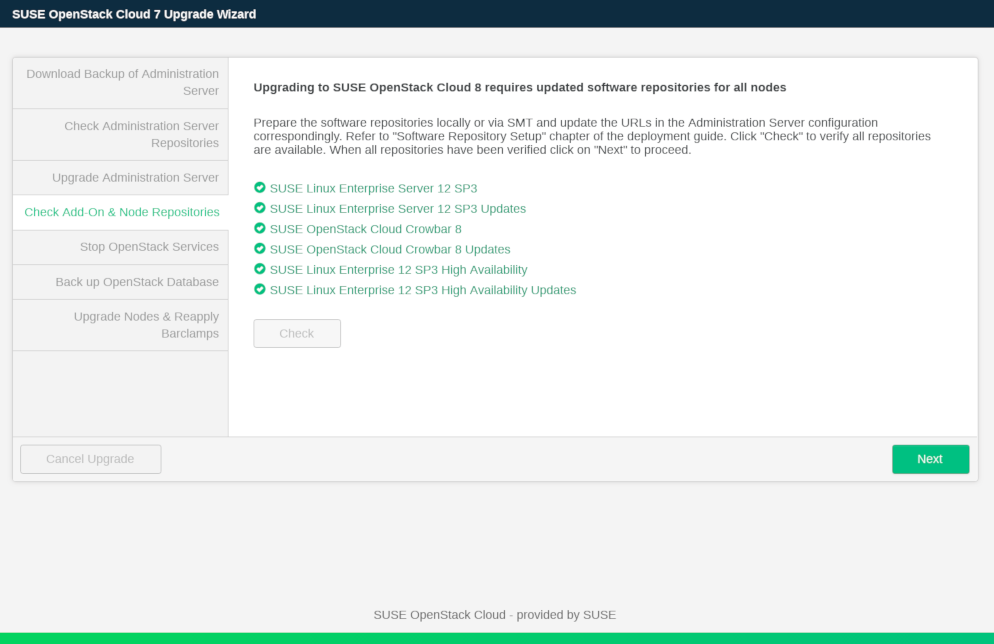 SUSE OpenStack Cloud 7 Upgrade Wizard
Download Backup of Administration
Server
Check Administration Server
Repositories
Upgrade Administration Server
Check Add-On & Node Repositories
Stop OpenStack Services
Back up OpenStack Database
Upgrade Nodes & Reapply
Barclamps
Upgrading to SUSE OpenStack Cloud 8 requires updated software repositories for all nodes
Prepare the software repositories locally or via SMT and update the URLs in the Administration Server configuration
correspondingly. Refer to "Software Repository Setup" chapter of the deployment guide. Click "Check" to verify all repositories
are available. When all repositories have been verified click on "Next" to proceed.
SUSE Linux Enterprise Server 12 SP3
SUSE Linux Enterprise Server 12 SP3 Updates
SUSE OpenStack Cloud Crowbar 8
SUSE OpenStack Cloud Crowbar 8 Updates
SUSE Linux Enterprise 12 SP3 High Availability
SUSE Linux Enterprise 12 SP3 High Availability Updates
Check
Cancel Upgrade
Next
SUSE OpenStack Cloud - provided by SUSE